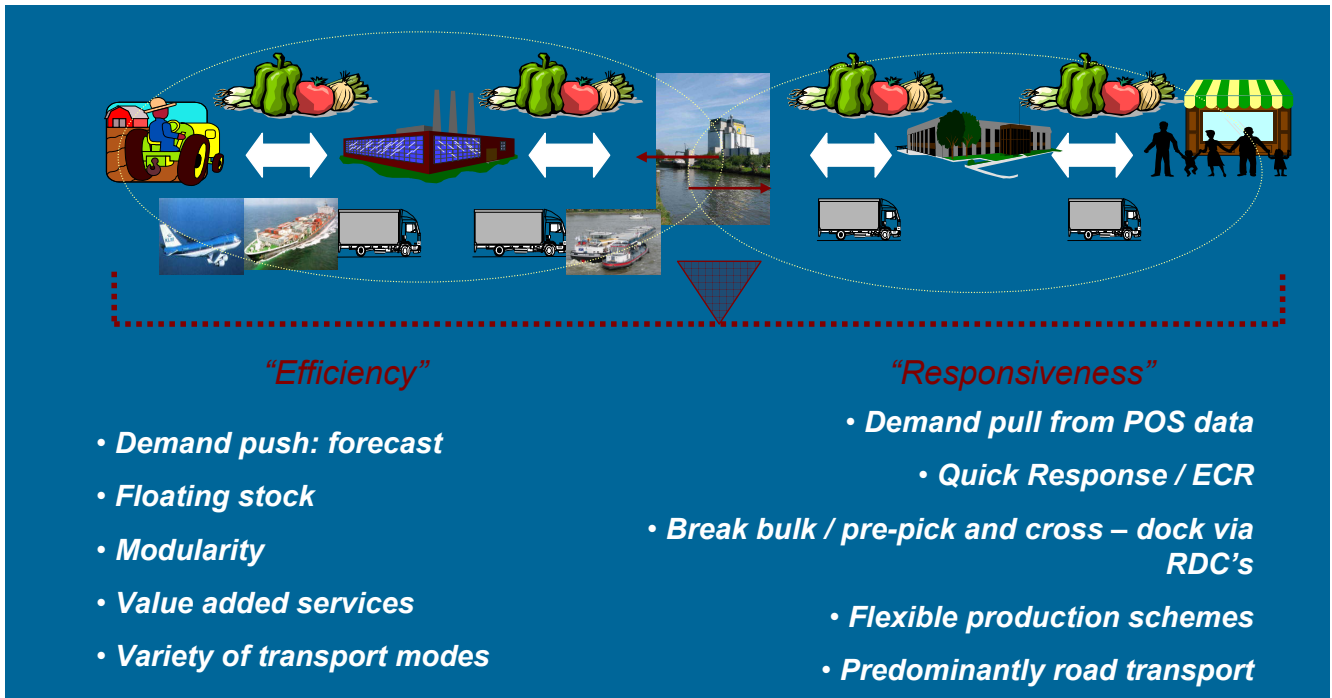 “Efficiency”
• Demand push: forecast
• Floating stock
• Modularity
• Value added services
• Variety of transport modes
“Responsiveness”
• Demand pull from POS data
• Quick Response / ECR
• Break bulk / pre-pick and cross – dock via
RDC’s
• Flexible production schemes
• Predominantly road transport